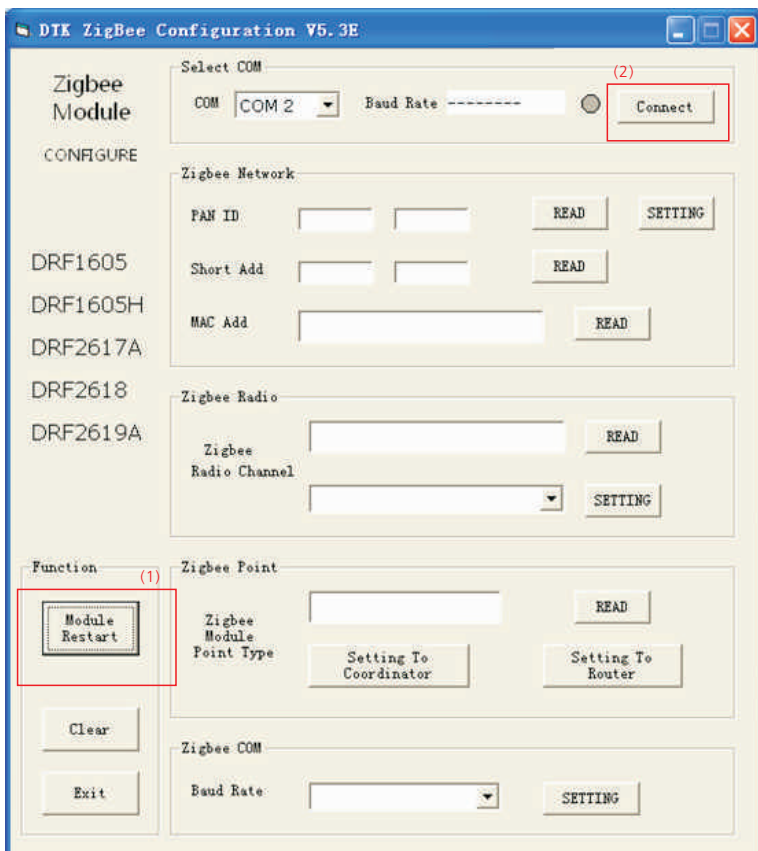 DTK ZigBee Configuration V5.3E
Zigbee
Module
CONFIGURE
DRF1605
DRF1605H
DRF2617A
DRF2618
DRF2619A
Select COM
(2)
COM COM 2 Baud Rate -------- Connect
Zigbee Network
PAN ID READ SETTING
Short Add READ
MAC Add READ
Zigbee Radio
Zigbee
Radio Channel
READ
SETTING
Function
(1)
Module
Restart
Clear
Exit
Zigbee Point
Zigbee
Module
Point Type
READ
Setting To
Coordinator
Setting To
Router
Zigbee COM
Baud Rate SETTING